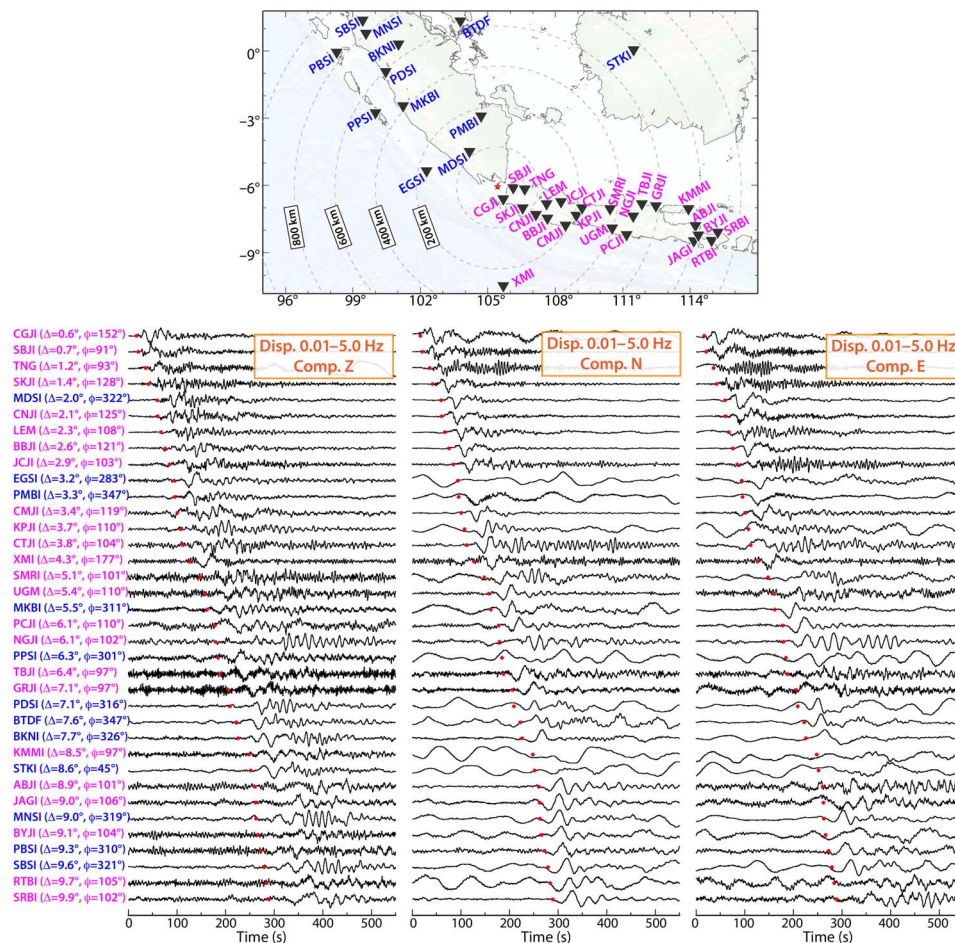 SBSI
MNSI
BTDF
BKNI
STKI
PBSI
PDSI
MKBI
PPSI
PMBI
MDSI
EGSI
SBJI
TNG
CGJI
LEM
JCJI
CTJI
SMRI
TBJI
GRJI
KMMI
SKJI
CNJI
BBJI
CMJI
KPJI
UGM
NGJI
PCJI
ABJI
BYJI
SRBI
JAGI
RTBI
XMI
800 km
600 km
400 km
200 km
0°
−3°
−6°
−9°
96° 99° 102° 105° 108° 111° 114°
CGJI (Δ=0.6°, ϕ=152°)
SBJI (Δ=0.7°, ϕ=91°)
TNG (Δ=1.2°, ϕ=93°)
SKJI (Δ=1.4°, ϕ=128°)
MDSI (Δ=2.0°, ϕ=322°)
CNJI (Δ=2.1°, ϕ=125°)
LEM (Δ=2.3°, ϕ=108°)
BBJI (Δ=2.6°, ϕ=121°)
JCJI (Δ=2.9°, ϕ=103°)
EGSI (Δ=3.2°, ϕ=283°)
PMBI (Δ=3.3°, ϕ=347°)
CMJI (Δ=3.4°, ϕ=119°)
KPJI (Δ=3.7°, ϕ=110°)
CTJI (Δ=3.8°, ϕ=104°)
XMI (Δ=4.3°, ϕ=177°)
SMRI (Δ=5.1°, ϕ=101°)
UGM (Δ=5.4°, ϕ=110°)
MKBI (Δ=5.5°, ϕ=311°)
PCJI (Δ=6.1°, ϕ=110°)
NGJI (Δ=6.1°, ϕ=102°)
PPSI (Δ=6.3°, ϕ=301°)
TBJI (Δ=6.4°, ϕ=97°)
GRJI (Δ=7.1°, ϕ=97°)
PDSI (Δ=7.1°, ϕ=316°)
BTDF (Δ=7.6°, ϕ=347°)
BKNI (Δ=7.7°, ϕ=326°)
KMMI (Δ=8.5°, ϕ=97°)
STKI (Δ=8.6°, ϕ=45°)
ABJI (Δ=8.9°, ϕ=101°)
JAGI (Δ=9.0°, ϕ=106°)
MNSI (Δ=9.0°, ϕ=319°)
BYJI (Δ=9.1°, ϕ=104°)
PBSI (Δ=9.3°, ϕ=310°)
SBSI (Δ=9.6°, ϕ=321°)
RTBI (Δ=9.7°, ϕ=105°)
SRBI (Δ=9.9°, ϕ=102°)
Disp. 0.01–5.0 Hz
Comp. Z
Disp. 0.01–5.0 Hz
Comp. N
Disp. 0.01–5.0 Hz
Comp. E
0 100 200 300 400 500
Time (s)
0 100 200 300 400 500
Time (s)
0 100 200 300 400 500
Time (s)